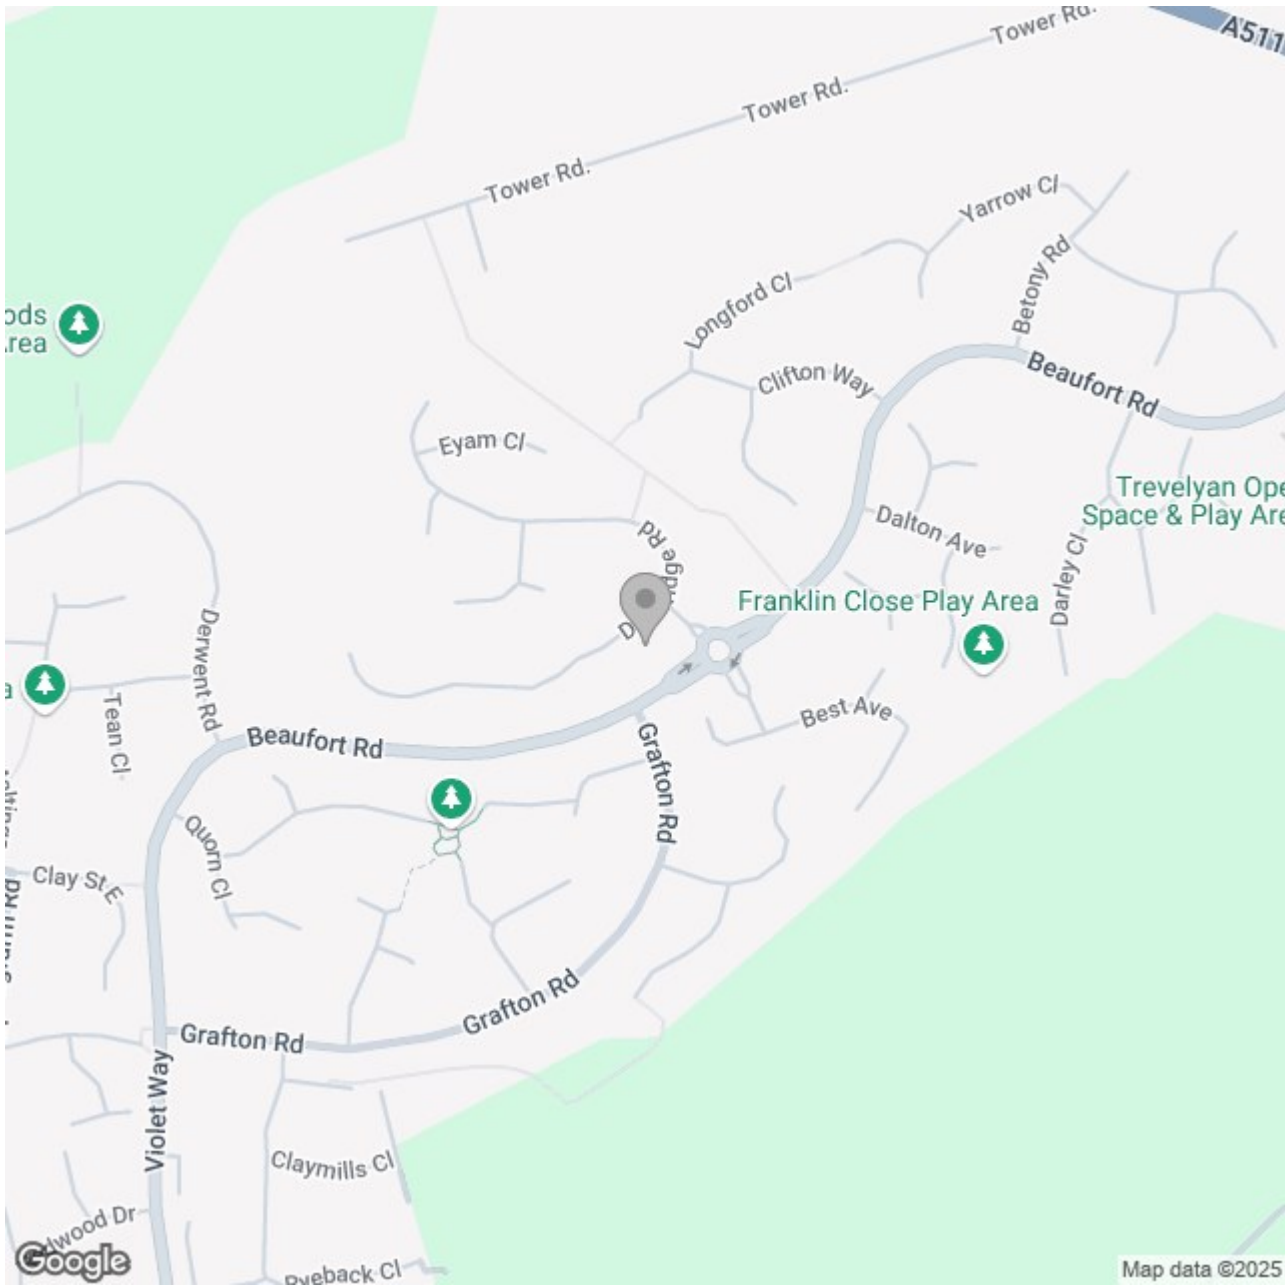 Tower Rd.
A511
Tower Rd.
Tower Rd.
Yarrow Cl
Betony Rd
Longford Cl
Clifton Way
Beaufort Rd
Eyam Cl
Trevelyan Ope
Space & Play Are
Dalton Ave
Darley Cl
Franklin Close Play Area
Derwent Rd
Tean Cl
Best Ave
Beaufort Rd
Grafton Rd
Quorn Cl
Clay St E
Grafton Rd
Grafton Rd
Violet Way
Claymills Cl
Ryeback Cl
Google
Map data ©2025